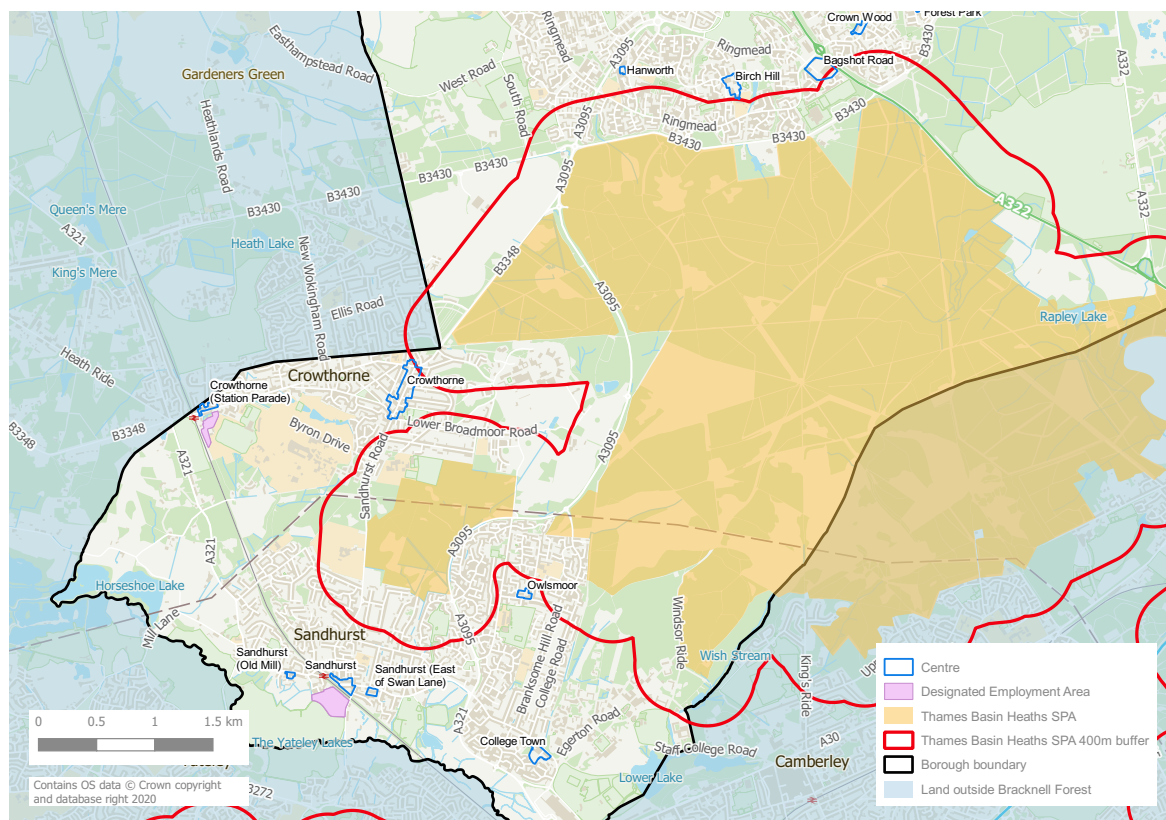 Crown Wood
Forest Park
Easthampstead Road
Ringmead
A3095
Ringmead
B3430
Bagshot Road
A332
Gardeners Green
West Road
Hanworth
Birch Hill
South Road
Heathlands Road
A3095
Ringmead
B3430
B3430
B3430
B3430
B3430
B3430
A3095
A322
A332
Queen's Mere
A321
Heath Lake
King's Mere
New Wokingham Road
B3348
A3095
Ellis Road
Rapley Lake
Heath Ride
Crowthorne
Crowthorne
Crowthorne
(Station Parade)
B3348
B3348
Byron Drive
Lower Broadmoor Road
A3095
A321
Sandhurst Road
A3095
A321
Horseshoe Lake
Owlsmoor
Mill Lane
Sandhurst
A3095
Windsor Ride
Sandhurst
(Old Mill)
Sandhurst
Sandhurst (East
of Swan Lane)
Branksome Hill Road
College Road
Wish Stream
King's Ride
A321
Egerton Road
College Town
The Yateley Lakes
Staff College Road
A30
Camberley
Lower Lake
0 0.5 1 1.5 km
Contains OS data © Crown copyright
and database right 2020
Centre
Designated Employment Area
Thames Basin Heaths SPA
Thames Basin Heaths SPA 400m buffer
Borough boundary
Land outside Bracknell Forest